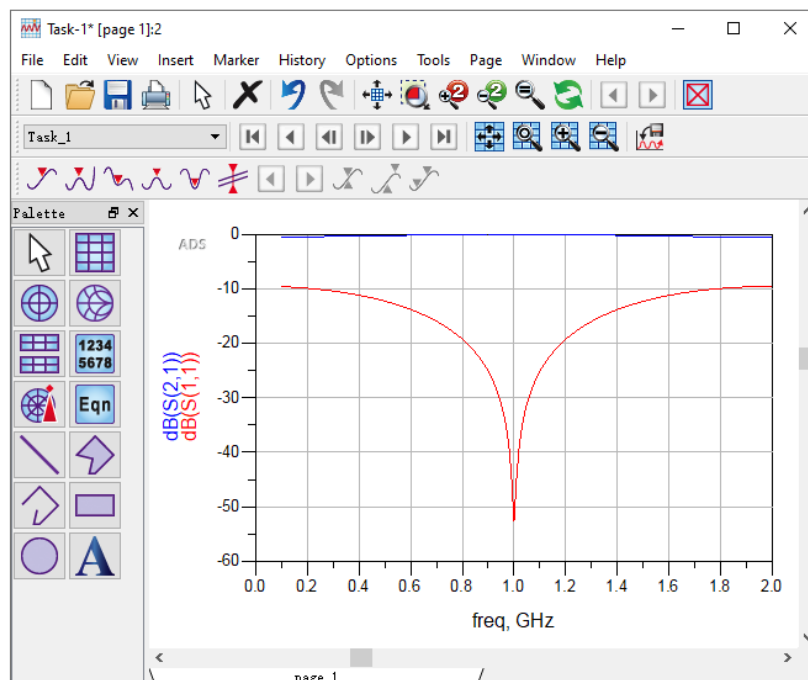 Task-1* [page 1]:2
File Edit View Insert Marker History Options Tools Page Window Help
+2 -2
Task_1
Palette
1234
5678
Eqn
A
ADS
dB(S(2,1))
dB(S(1,1))
0
-10
-20
-30
-40
-50
-60
0.0 0.2 0.4 0.6 0.8 1.0 1.2 1.4 1.6 1.8 2.0
freq, GHz
page 1